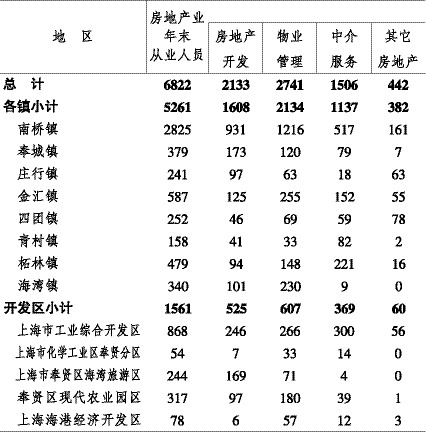 地 区 房地产业年末从业人员 房地产开发 物业管理 中介服务 其它房地产
总 计 6822 2133 2741 1506 442
各镇小计 5261 1608 2134 1137 382
南桥镇 2825 931 1216 517 161
奉城镇 379 173 120 79 7
庄行镇 241 97 63 18 63
金汇镇 587 125 255 152 55
四团镇 252 46 69 59 78
青村镇 158 41 33 82 2
柘林镇 479 94 148 221 16
海湾镇 340 101 230 9 0
开发区小计 1561 525 607 369 60
上海市工业综合开发区 868 246 266 300 56
上海市化学工业区奉贤分区 54 7 33 14 0
上海市奉贤区海湾旅游区 244 169 71 4 0
奉贤区现代农业园区 317 97 180 39 1
上海海港经济开发区 78 6 57 12 3